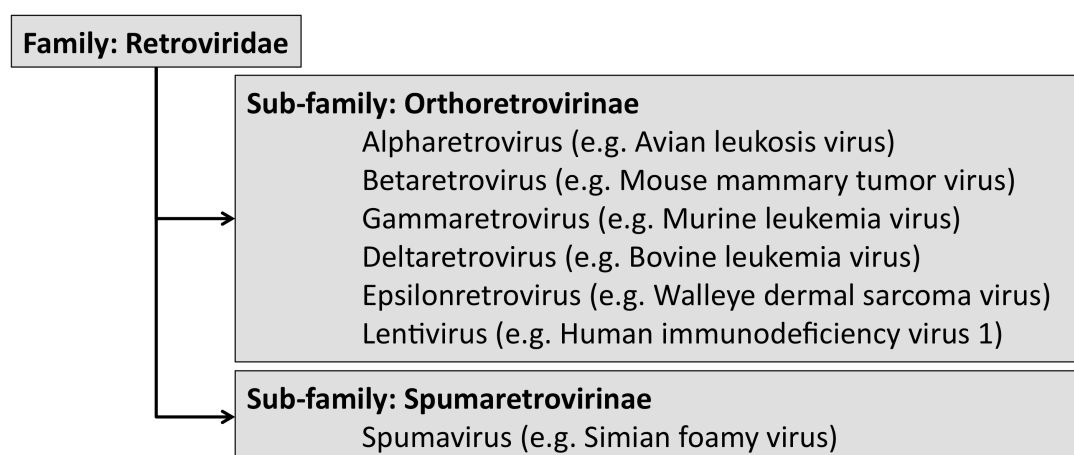 Family: Retroviridae
Sub-family: Orthoretrovirinae
Alpharetrovirus (e.g. Avian leukosis virus)
Betaretrovirus (e.g. Mouse mammary tumor virus)
Gammaretrovirus (e.g. Murine leukemia virus)
Deltaretrovirus (e.g. Bovine leukemia virus)
Epsilonretrovirus (e.g. Walleye dermal sarcoma virus)
Lentivirus (e.g. Human immunodeficiency virus 1)
Sub-family: Spumaretrovirinae
Spumavirus (e.g. Simian foamy virus)